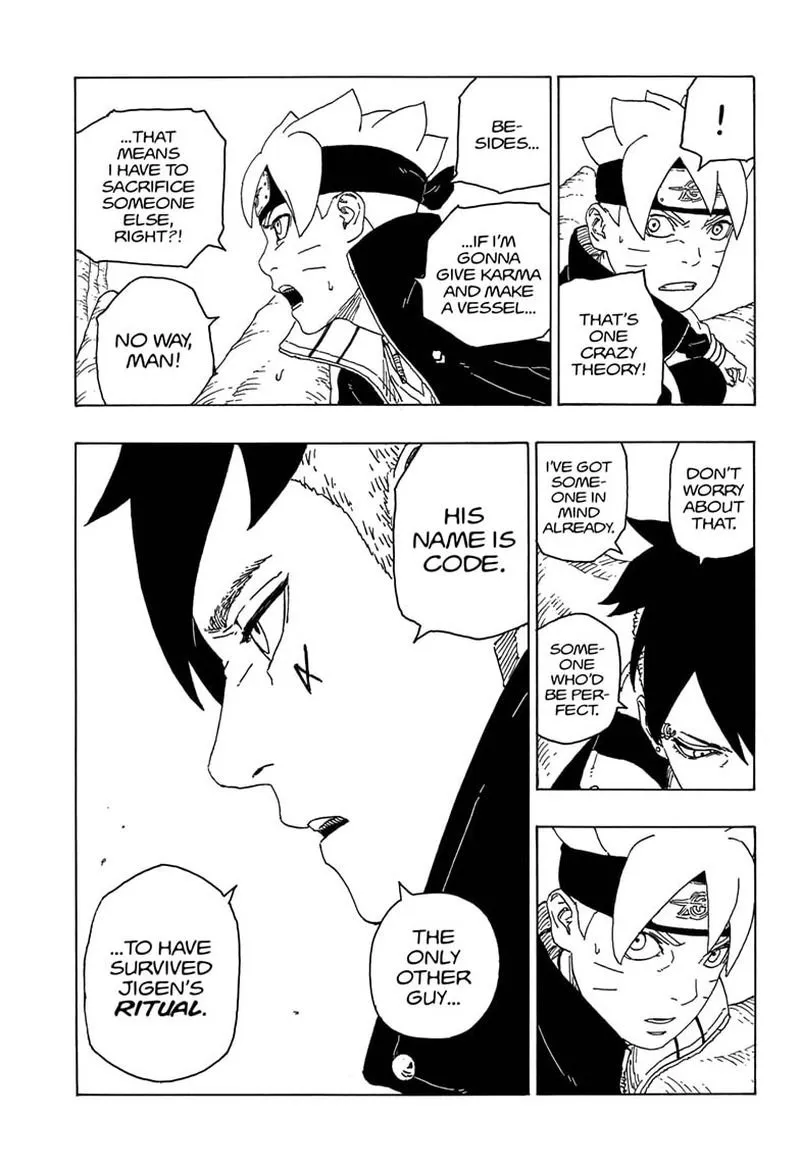 !
THAT'S
ONE
CRAZY
THEORY!
BE-
SIDES...
...IF I'M
GONNA
GIVE KARMA
AND MAKE
A VESSEL...
...THAT
MEANS
I HAVE TO
SACRIFICE
SOMEONE
ELSE,
RIGHT?!
NO WAY,
MAN!
DON'T
WORRY
ABOUT
THAT.
I'VE GOT
SOME-
ONE IN
MIND
ALREADY.
SOME-
ONE
WHO'D
BE PER-
FECT.
HIS
NAME IS
CODE.
THE
ONLY
OTHER
GUY...
...TO HAVE
SURVIVED
JIGEN'S
RITUAL.